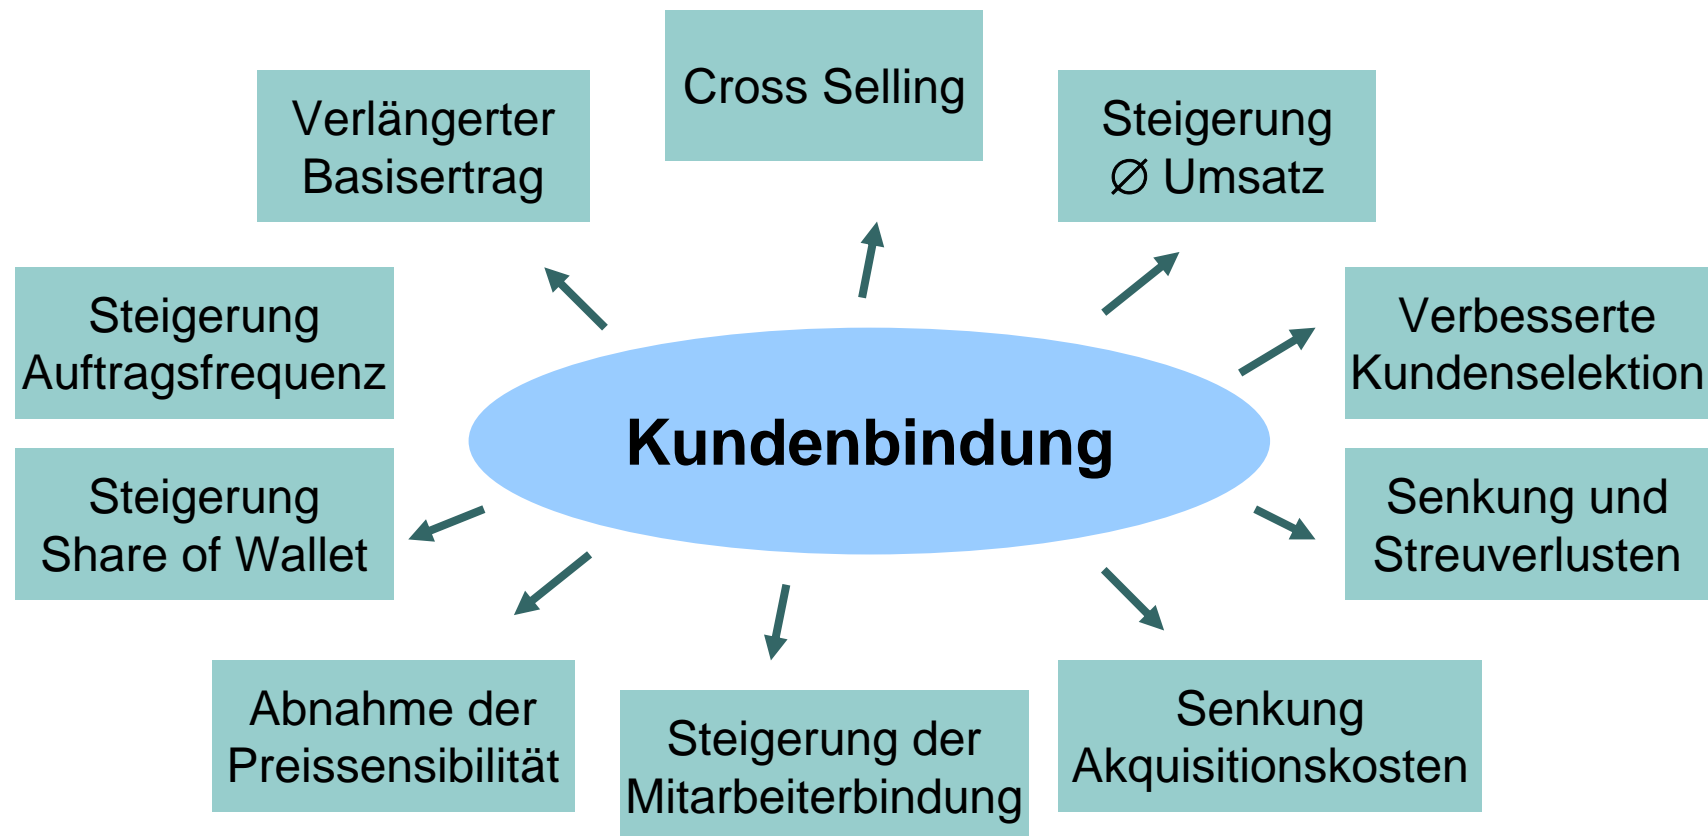 Cross Selling
Verlängerter
Basisertrag
Steigerung
∅ Umsatz
Steigerung
Auftragsfrequenz
Verbesserte
Kundenselektion
Kundenbindung
Steigerung
Share of Wallet
Senkung und
Streuverlusten
Abnahme der
Preissensibilität
Steigerung der
Mitarbeiterbindung
Senkung
Akquisitionskosten